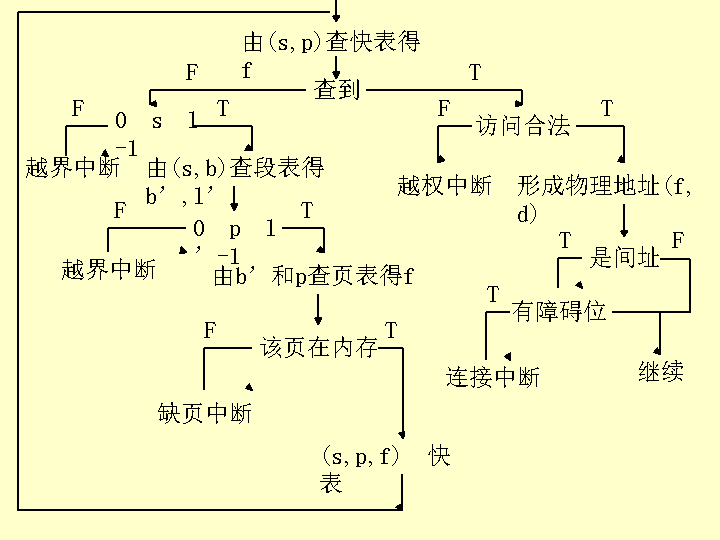 由(s,p)查快表得
f
F
T
查到
F
0 s l
-1
T
F
访问合法
T
越界中断
由(s,b)查段表得
b’,l’
越权中断
形成物理地址(f,
d)
F
0 p l
’-1
T
T
是间址
F
越界中断
由b’和p查页表得f
T
有障碍位
F
该页在内存
T
连接中断
继续
缺页中断
(s,p,f) 快
表